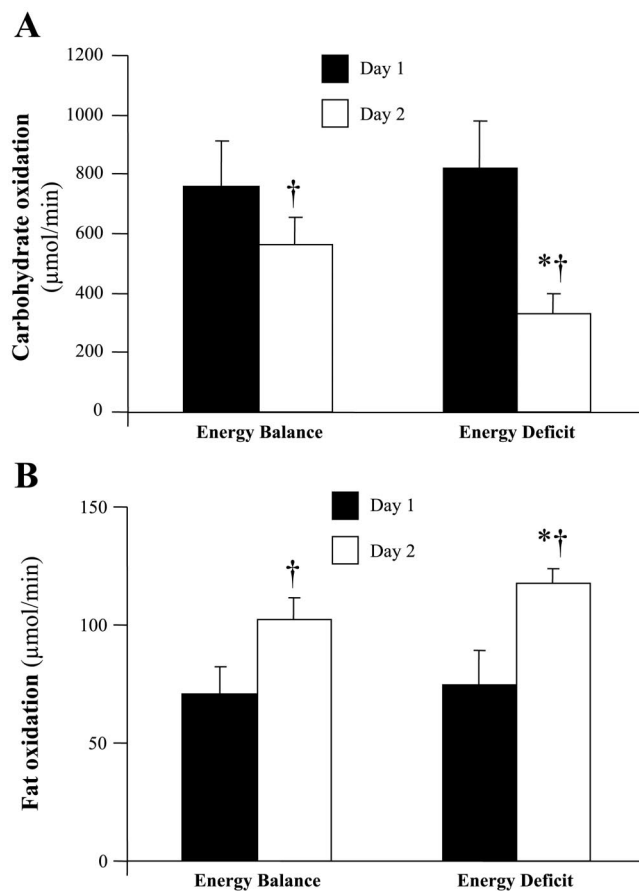 A
1200
1000
800
600
400
200
0
Carbohydrate oxidation
(µmol/min)
Day 1
Day 2
†
*†
Energy Balance
Energy Deficit
B
150
100
50
0
Fat oxidation (µmol/min)
Day 1
Day 2
†
*†
Energy Balance
Energy Deficit